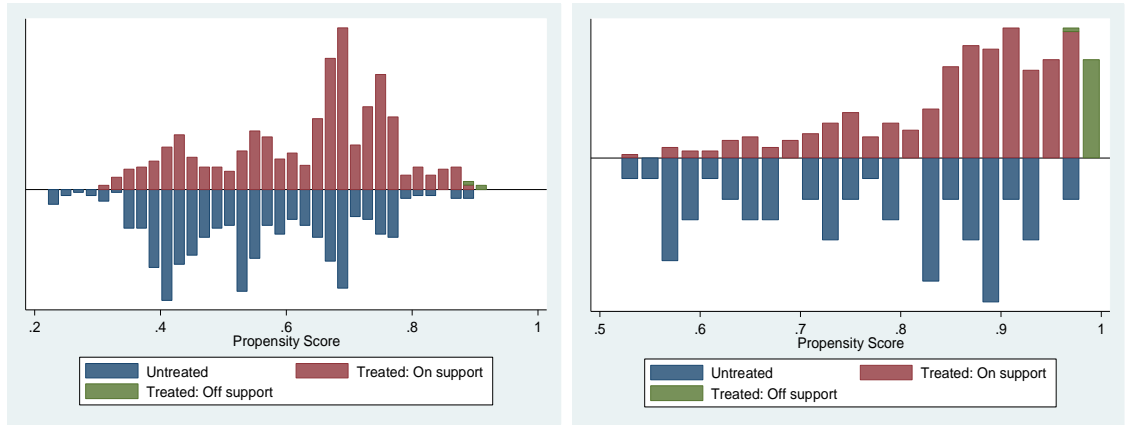 .2 .4 .6 .8 1
Propensity Score
Untreated Treated: On support
Treated: Off support
.5 .6 .7 .8 .9 1
Propensity Score
Untreated Treated: On support
Treated: Off support